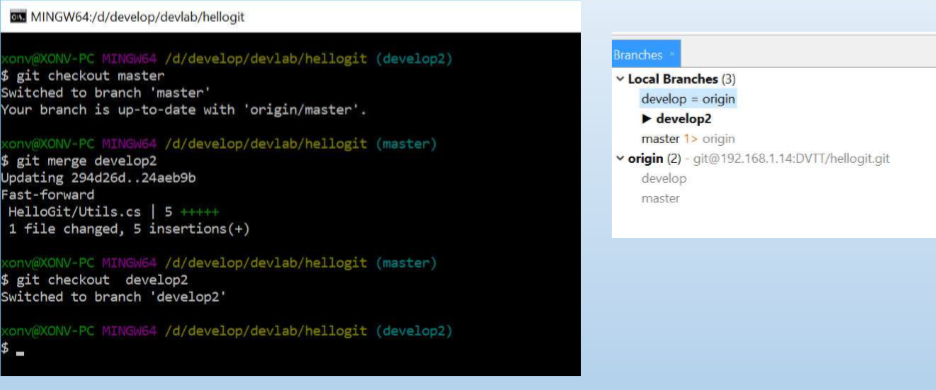 MINGW64:/d/develop/devlab/hellogit
xonv@XONV-PC MINGW64 /d/develop/devlab/hellogit (develop2)
$ git checkout master
Switched to branch 'master'
Your branch is up-to-date with 'origin/master'.
xonv@XONV-PC MINGW64 /d/develop/devlab/hellogit (master)
$ git merge develop2
Updating 294d26d..24aeb9b
Fast-forward
HelloGit/Utils.cs | 5 +++++
1 file changed, 5 insertions(+)
xonv@XONV-PC MINGW64 /d/develop/devlab/hellogit (master)
$ git checkout  develop2
Switched to branch 'develop2'
xonv@XONV-PC MINGW64 /d/develop/devlab/hellogit (develop2)
$
Branches ×
Local Branches (3)
develop = origin
▶ develop2
master 1> origin
origin (2) - git@192.168.1.14:DVTT/hellogit.git
develop
master